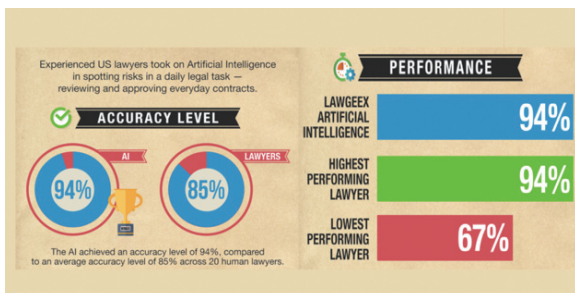 Experienced US lawyers took on Artificial Intelligence
in spotting risks in a daily legal task —
reviewing and approving everyday contracts.
ACCURACY LEVEL
AI
94%
LAWYERS
85%
The AI achieved an accuracy level of 94%, compared
to an average accuracy level of 85% across 20 human lawyers.
PERFORMANCE
LAWGEEX
ARTIFICIAL
INTELLIGENCE
94%
HIGHEST
PERFORMING
LAWYER
94%
LOWEST
PERFORMING
LAWYER
67%